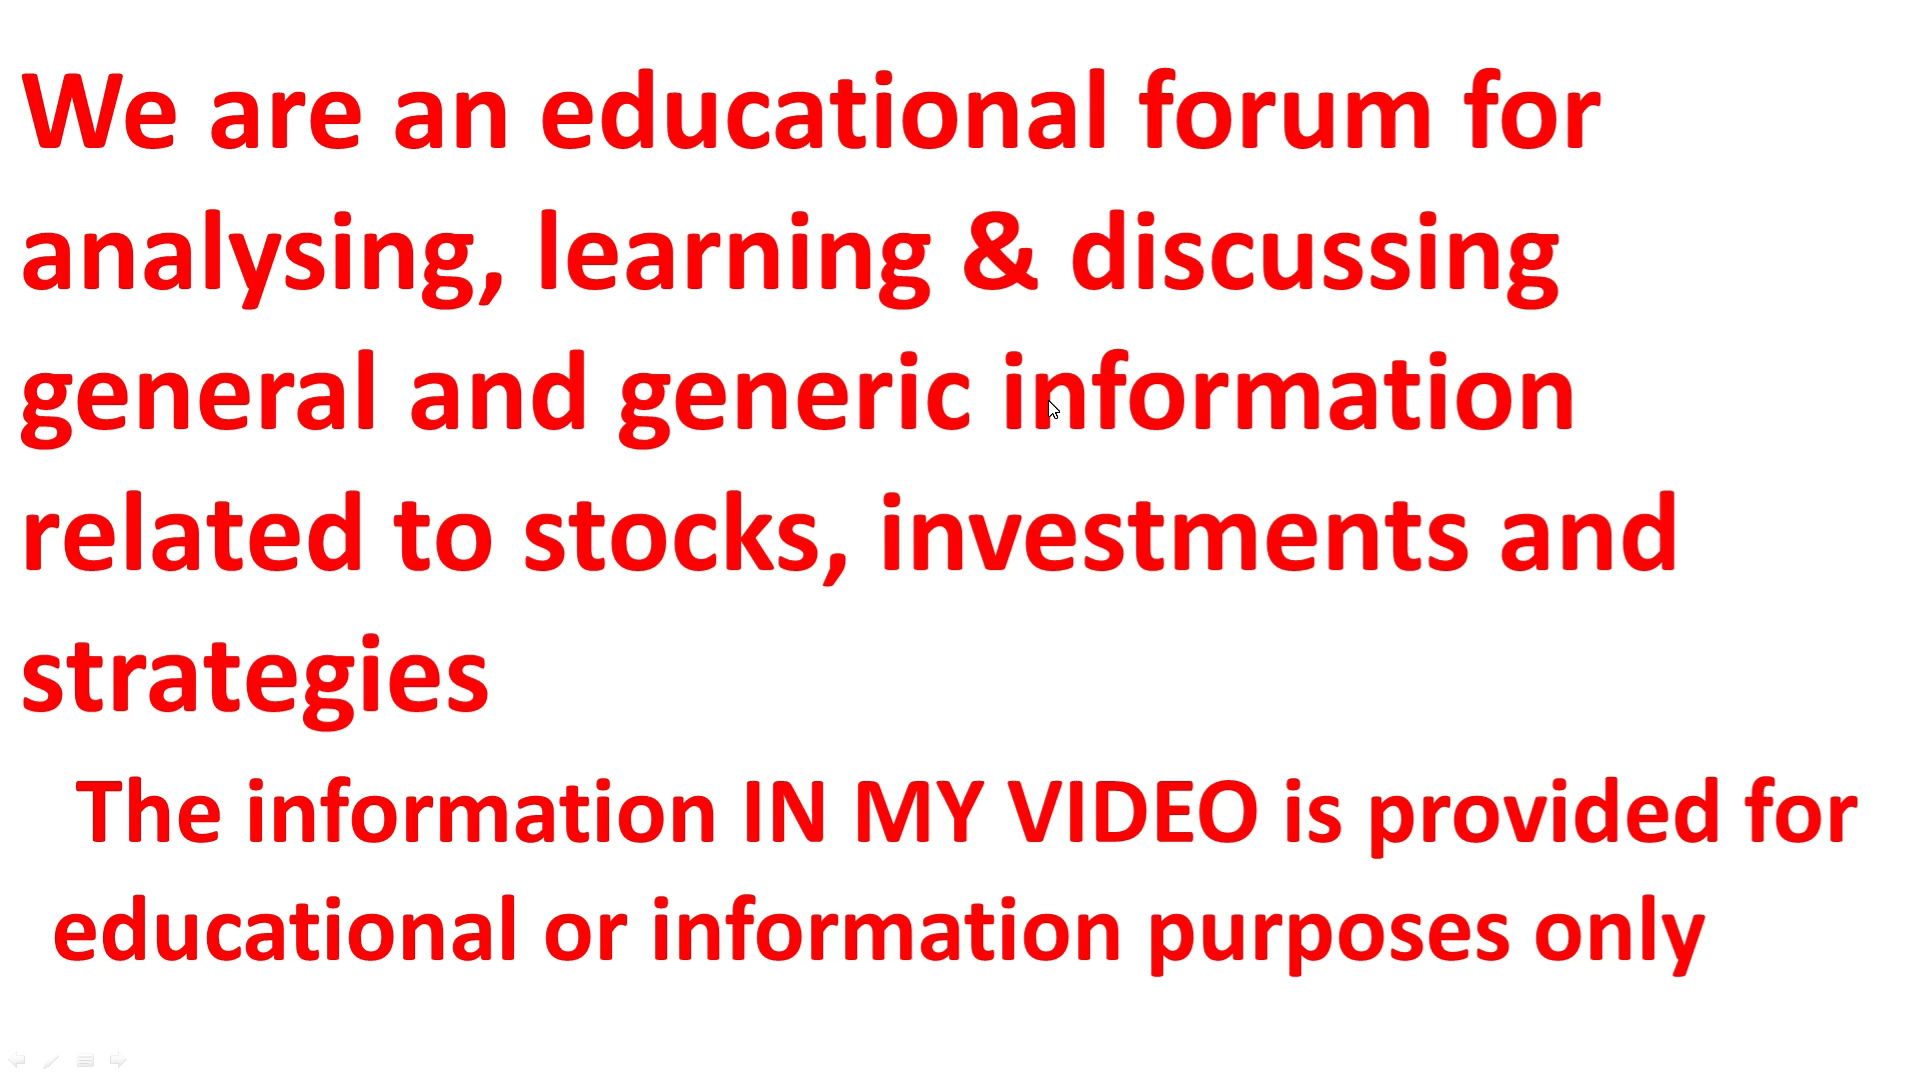 We are an educational forum for
analysing, learning & discussing
general and generic information
related to stocks, investments and
strategies
The information IN MY VIDEO is provided for
educational or information purposes only